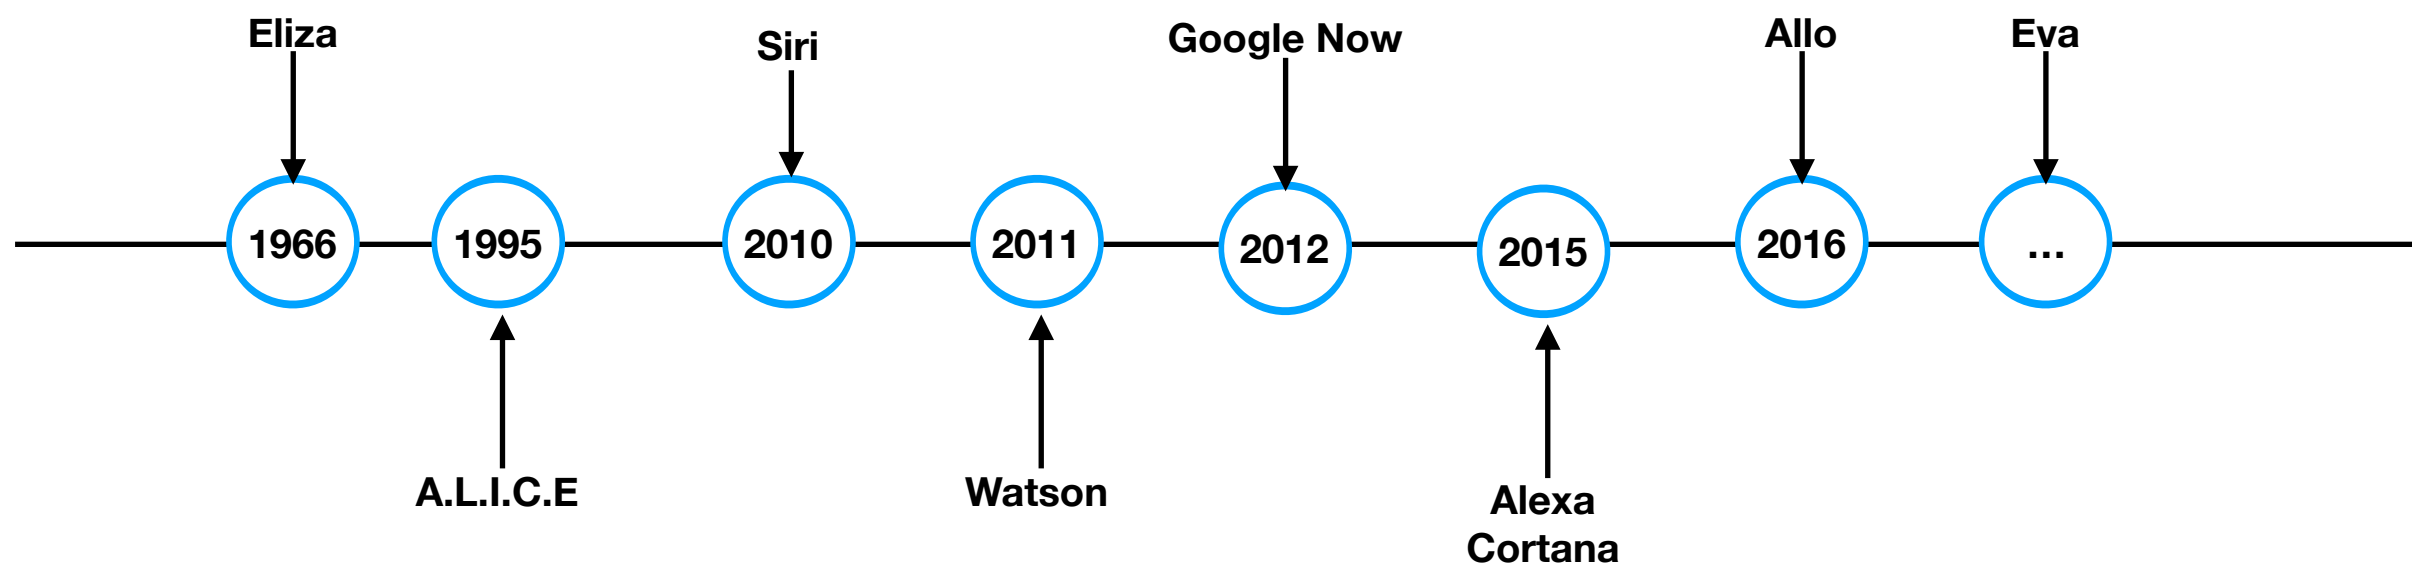 Eliza
Siri
Google Now
Allo
Eva
1966
1995
2010
2011
2012
2015
2016
...
A.L.I.C.E
Watson
Alexa
Cortana